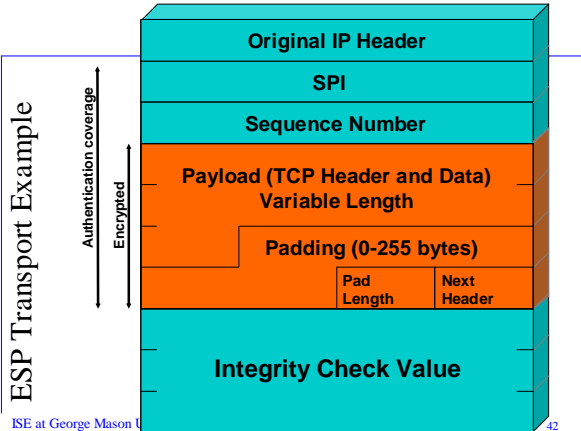 ESP Transport Example
Authentication coverage
Encrypted
Original IP Header
SPI
Sequence Number
Payload (TCP Header and Data)
Variable Length
Padding (0-255 bytes)
Pad
Length
Next
Header
Integrity Check Value
ISE at George Mason
42